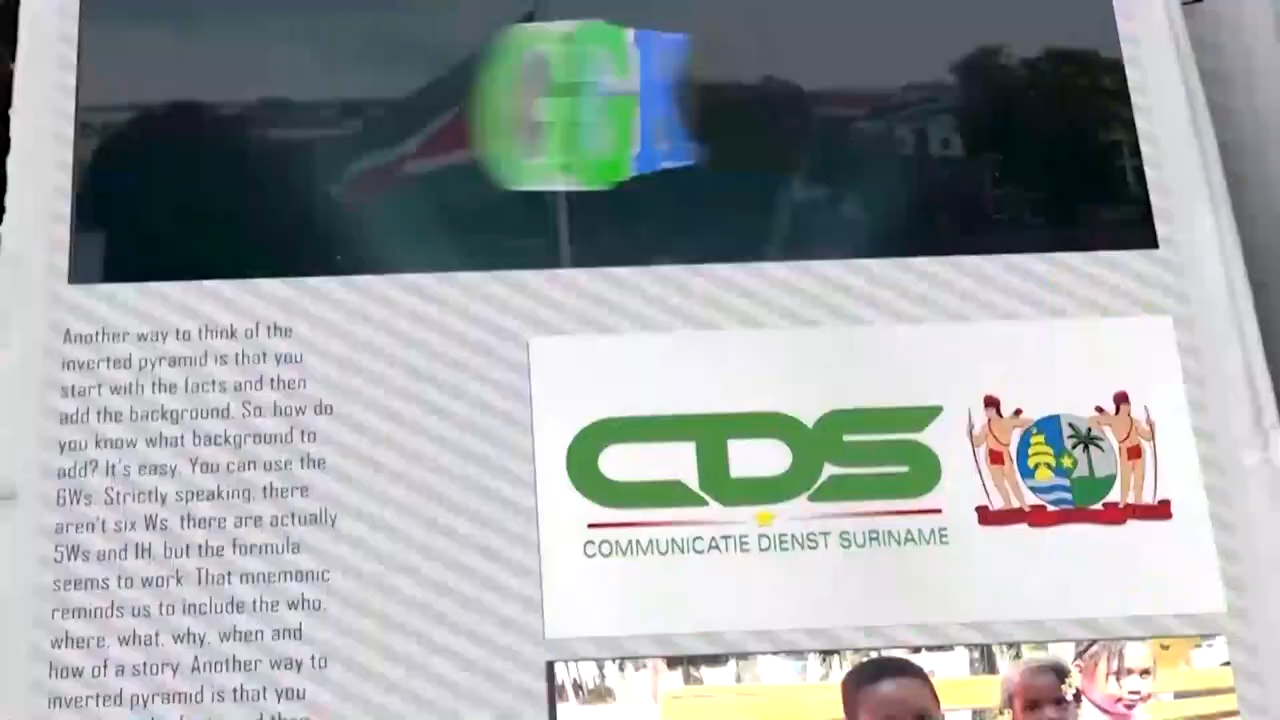 Another way to think of the
inverted pyramid is that you
start with the facts and then
add the background. So, how do
you know what background to
add? It's easy. You can use the
6Ws. Strictly speaking, there
aren't six Ws, there are actually
5Ws and 1H, but the formula
seems to work. That mnemonic
reminds us to include the who,
where, what, why, when and
how of a story. Another way to
inverted pyramid is that you
CDS
COMMUNICATIE DIENST SURINAME